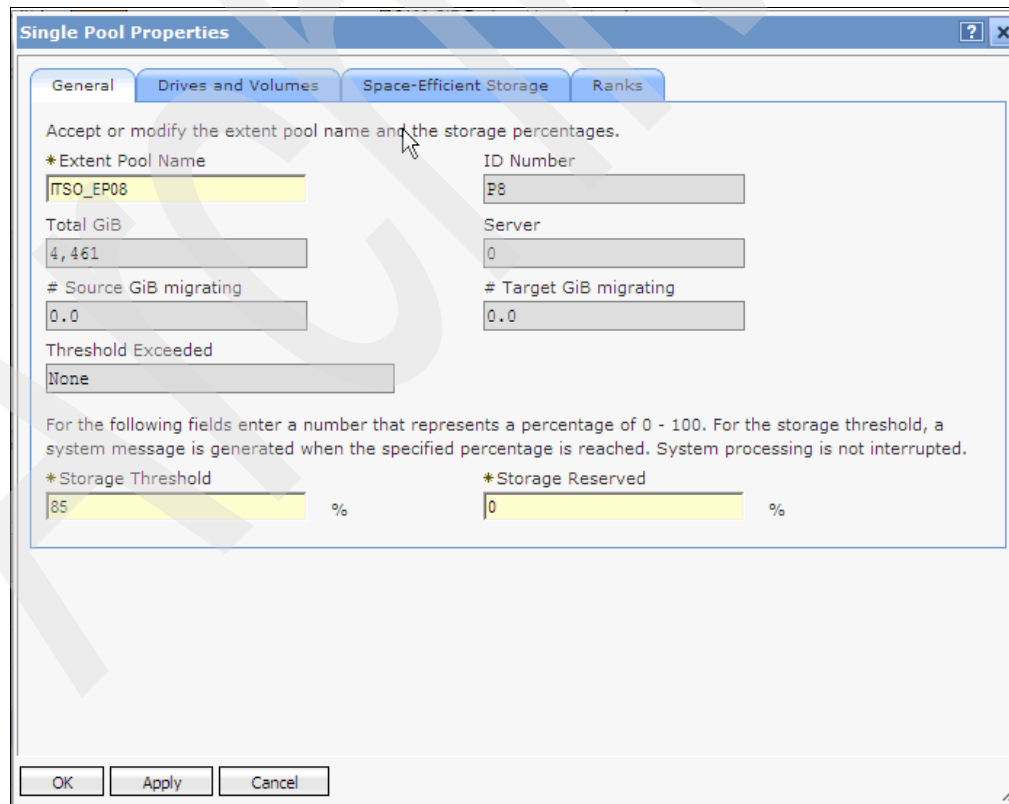 Single Pool Properties
?
General
Drives and Volumes
Space-Efficient Storage
Ranks
Accept or modify the extent pool name and the storage percentages.
*Extent Pool Name
ID Number
ITSO_EP08
P8
Total GiB
Server
4,461
0
# Source GiB migrating
# Target GiB migrating
0.0
0.0
Threshold Exceeded
None
For the following fields enter a number that represents a percentage of 0 - 100. For the storage threshold, a
system message is generated when the specified percentage is reached. System processing is not interrupted.
*Storage Threshold
*Storage Reserved
85 %
0 %
OK
Apply
Cancel